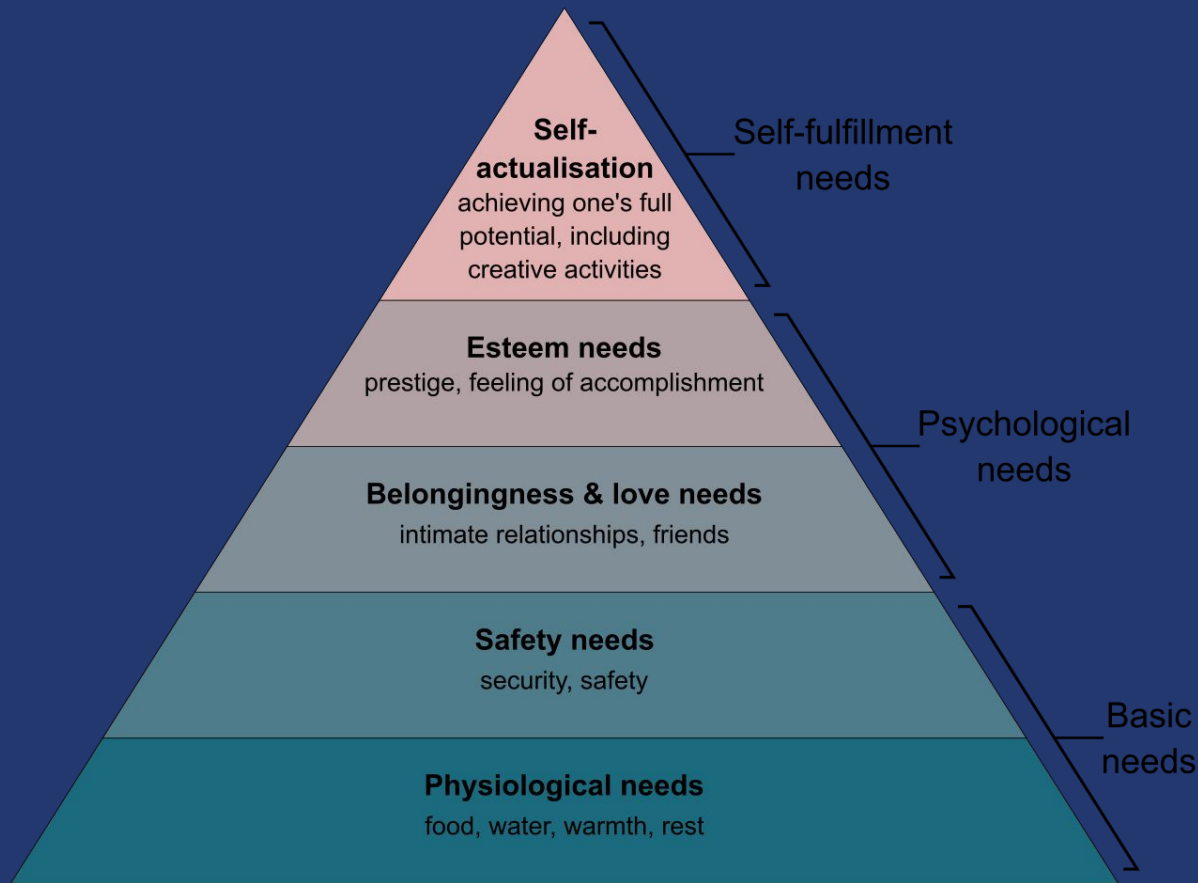 Self-
actualisation
achieving one's full
potential, including
creative activities
Self-fulfillment
needs
Esteem needs
prestige, feeling of accomplishment
Psychological
needs
Belongingness & love needs
intimate relationships, friends
Safety needs
security, safety
Basic
needs
Physiological needs
food, water, warmth, rest